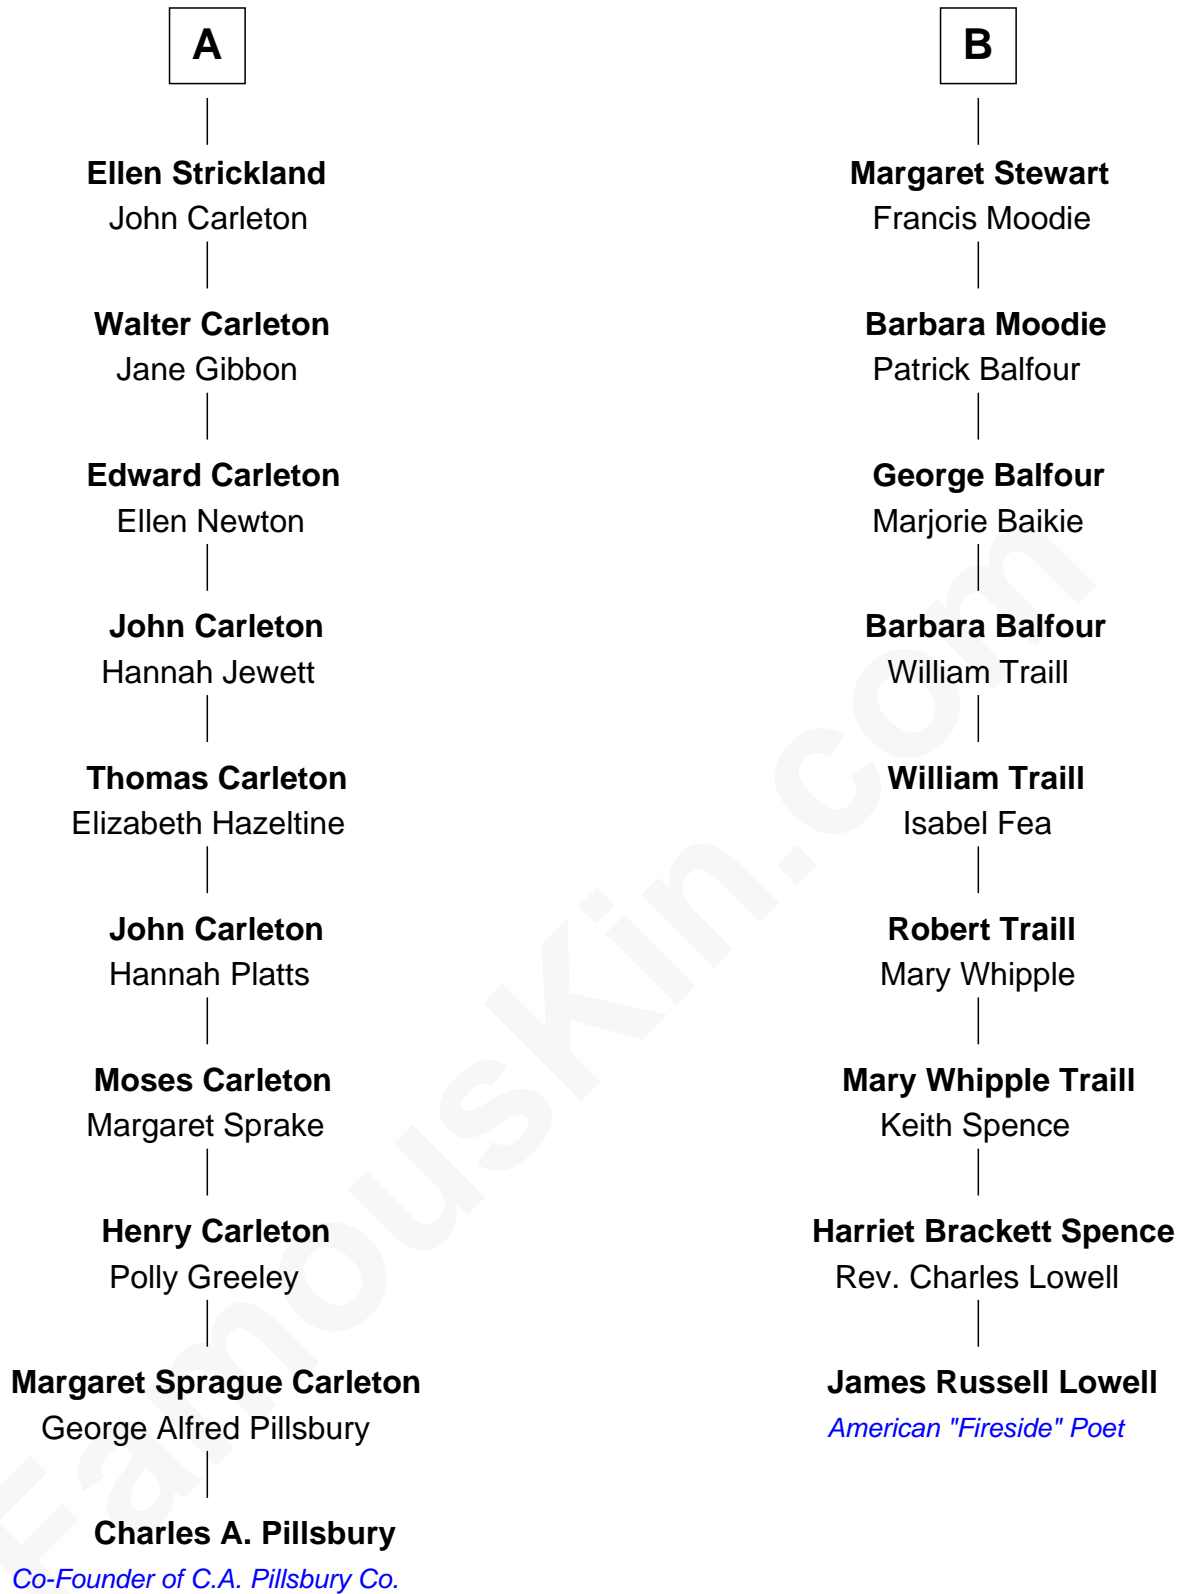 A
Ellen Strickland
John Carleton
Walter Carleton
Jane Gibbon
Edward Carleton
Ellen Newton
John Carleton
Hannah Jewett
Thomas Carleton
Elizabeth Hazeltine
John Carleton
Hannah Platts
Moses Carleton
Margaret Sprake
Henry Carleton
Polly Greeley
Margaret Sprague Carleton
George Alfred Pillsbury
Charles A. Pillsbury
Co-Founder of C.A. Pillsbury Co.
B
Margaret Stewart
Francis Moodie
Barbara Moodie
Patrick Balfour
George Balfour
Marjorie Baikie
Barbara Balfour
William Traill
William Traill
Isabel Fea
Robert Traill
Mary Whipple
Mary Whipple Traill
Keith Spence
Harriet Brackett Spence
Rev. Charles Lowell
James Russell Lowell
American "Fireside" Poet
FamousKin.com